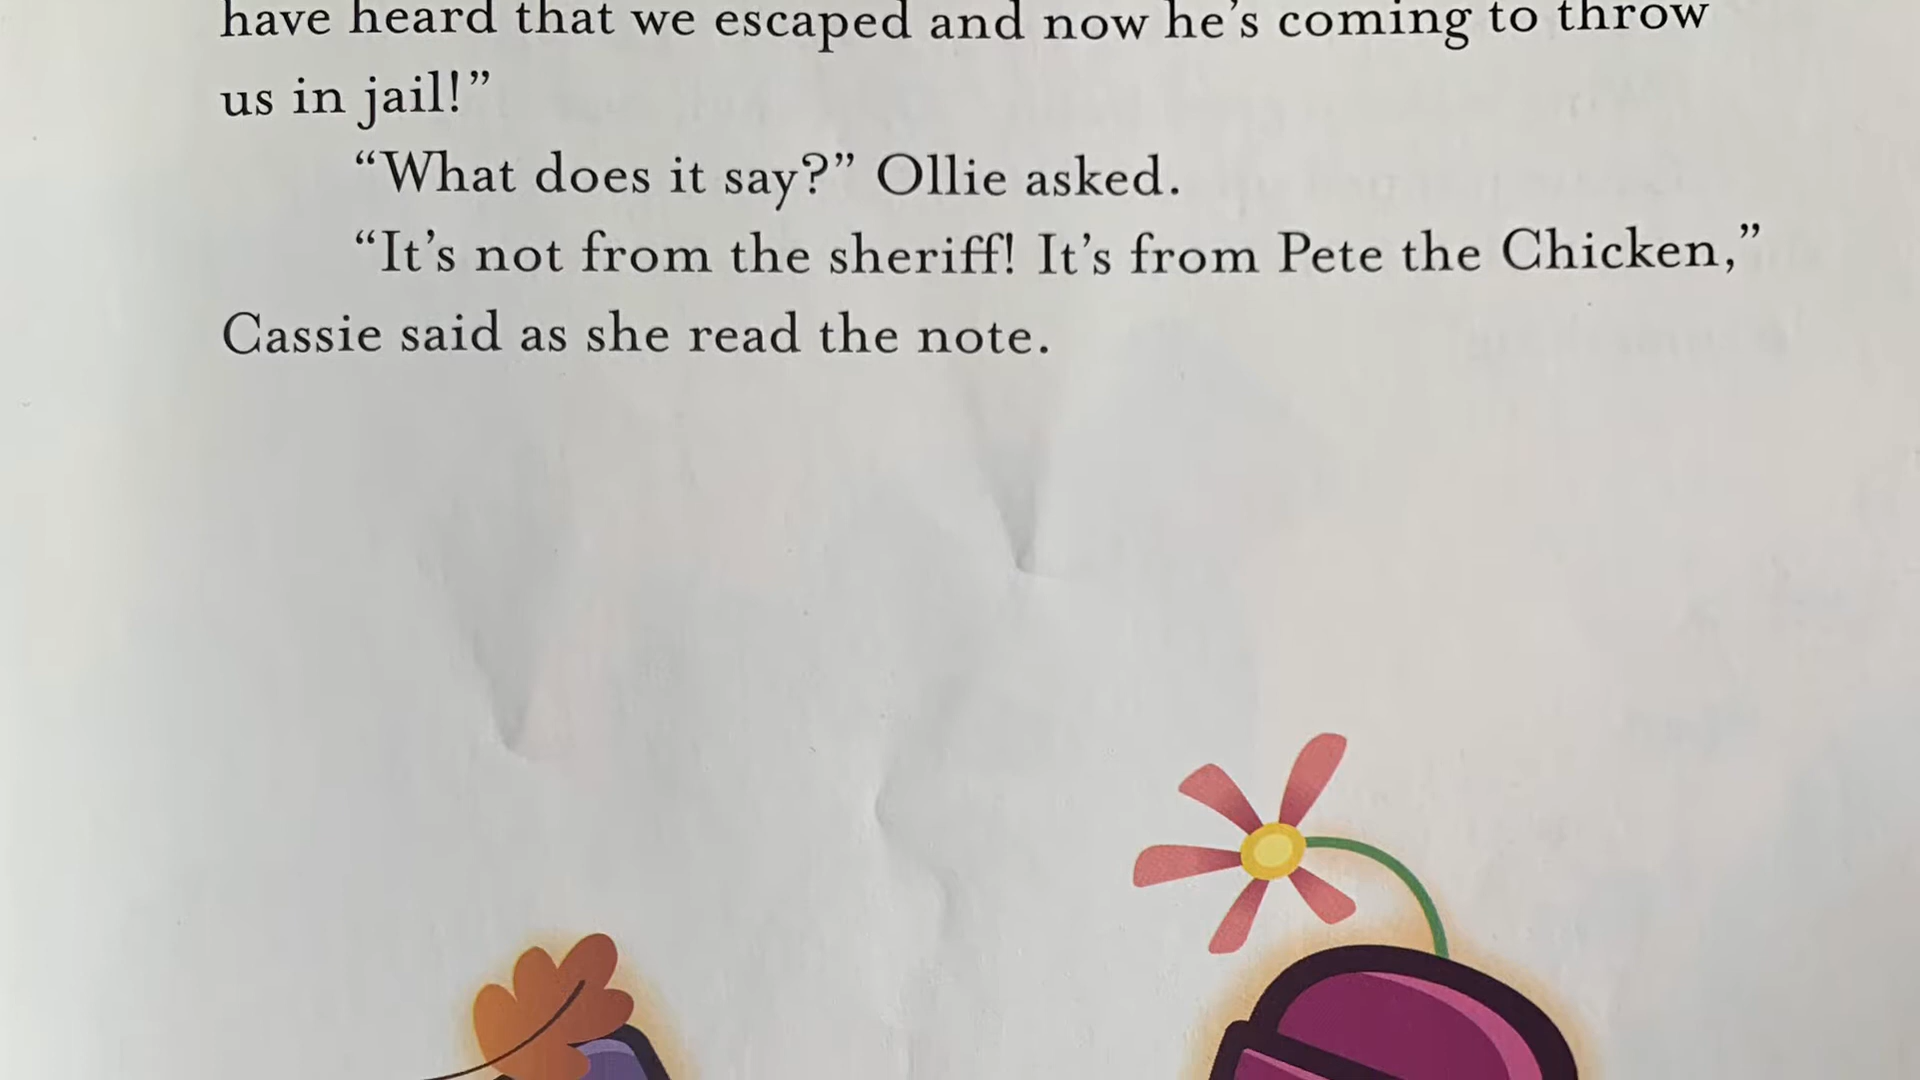 have heard that we escaped and now he’s coming to throw
us in jail!”
“What does it say?” Ollie asked.
“It’s not from the sheriff! It’s from Pete the Chicken,”
Cassie said as she read the note.